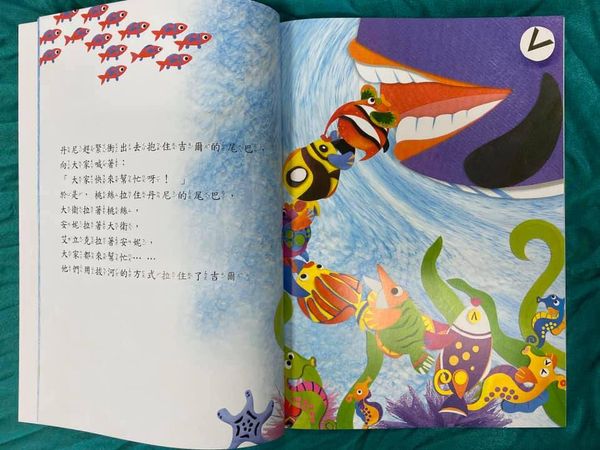 丹尼趕緊衝出去抱住吉爾的尾巴，
向大家喊著：
「大家快來幫忙呀！」
於是，桃絲拉住丹尼的尾巴，
大衛拉著桃絲，
安妮拉著大衛，
艾立克拉著安妮，
大家都來幫忙……
他們用拔河的方式拉住了吉爾